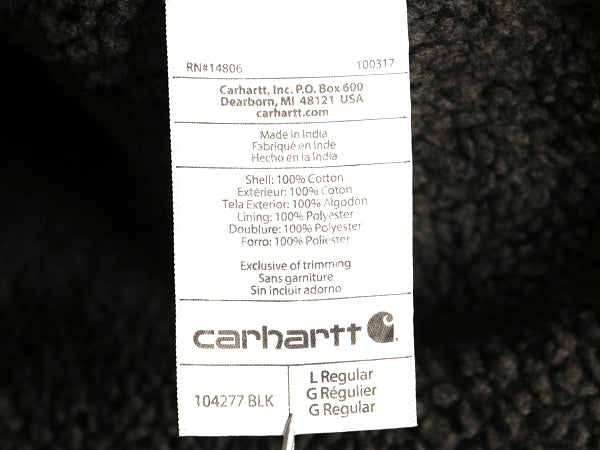 RN#14806 100317
Carhartt, Inc. P.O. Box 600
Dearborn, MI 48121 USA
carhartt.com
Made in India
Fabriqué en Inde
Hecho en la India
Shell: 100% Cotton
Extérieur: 100% Coton
Tela Exterior: 100% Algodón
Lining: 100% Polyester
Doublure: 100% Polyester
Forro: 100% Poliester
Exclusive of trimming
Sans garniture
Sin incluir adorno
carhartt
104277 BLK
L Regular
G Régulier
G Regular